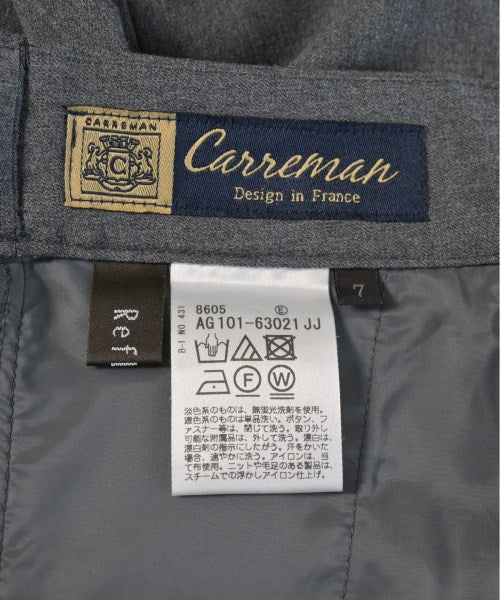 CARREMAN
C
Carreman
Design in France
Ref
B-1 NO. 431
8605 E
AG101-63021 JJ
7
F W
淡色系のものは、無蛍光洗剤を使用。
濃色系のものは単品洗い。ボタン、フ
ァスナー等は、閉じて洗う。取り外し
可能な附属品は、外して洗う。漂白は、
漂白剤の指示にしたがう。汗をかいた
場合、速やかに洗う。アイロンは、当
て布使用。ニットや毛足のある製品は、
スチームでの浮かしアイロン仕上げ。